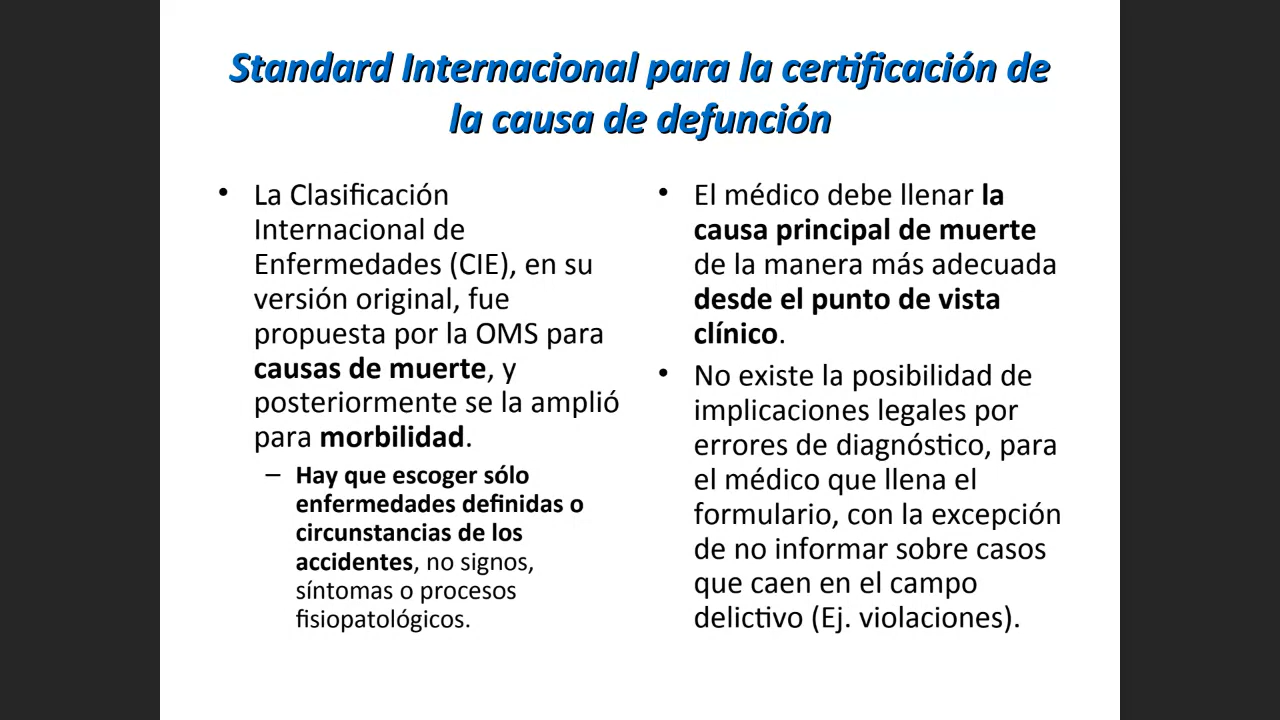 Standard Internacional para la certificación de
la causa de defunción
• La Clasificación
Internacional de
Enfermedades (CIE), en su
versión original, fue
propuesta por la OMS para
causas de muerte, y
posteriormente se la amplió
para morbilidad.
– Hay que escoger sólo
enfermedades definidas o
circunstancias de los
accidentes, no signos,
síntomas o procesos
fisiopatológicos.
• El médico debe llenar la
causa principal de muerte
de la manera más adecuada
desde el punto de vista
clínico.
• No existe la posibilidad de
implicaciones legales por
errores de diagnóstico, para
el médico que llena el
formulario, con la excepción
de no informar sobre casos
que caen en el campo
delictivo (Ej. violaciones).